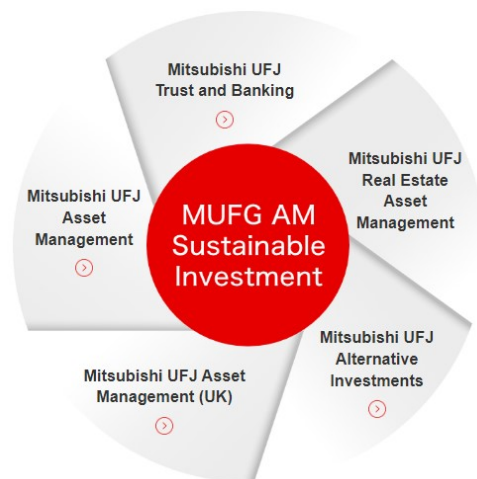 Mitsubishi UFJ
Trust and Banking
Mitsubishi UFJ
Real Estate
Asset
Management
Mitsubishi UFJ
Alternative
Investments
Mitsubishi UFJ Asset
Management (UK)
Mitsubishi UFJ
Asset
Management
MUFG AM
Sustainable
Investment